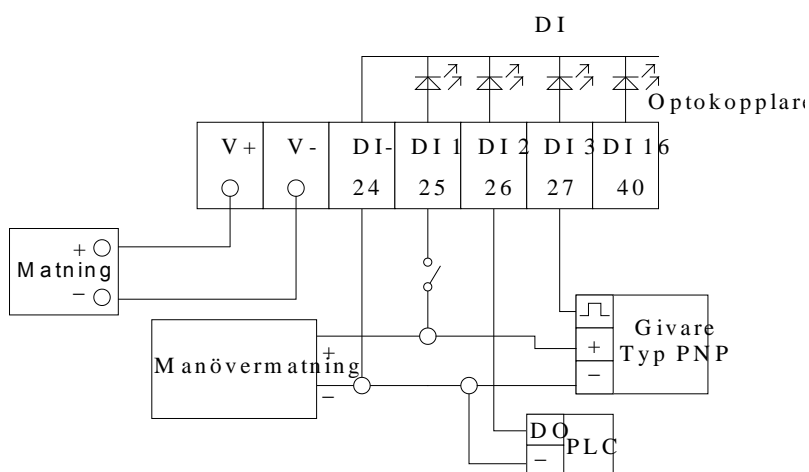 DI
Optokopplare
V+ V- DI- DI 1 DI 2 DI 3 DI 16
24 25 26 27 40
+
Matning
−
Manövermatning
+
−
Givare
Typ PNP
+
−
DO
PLC
−